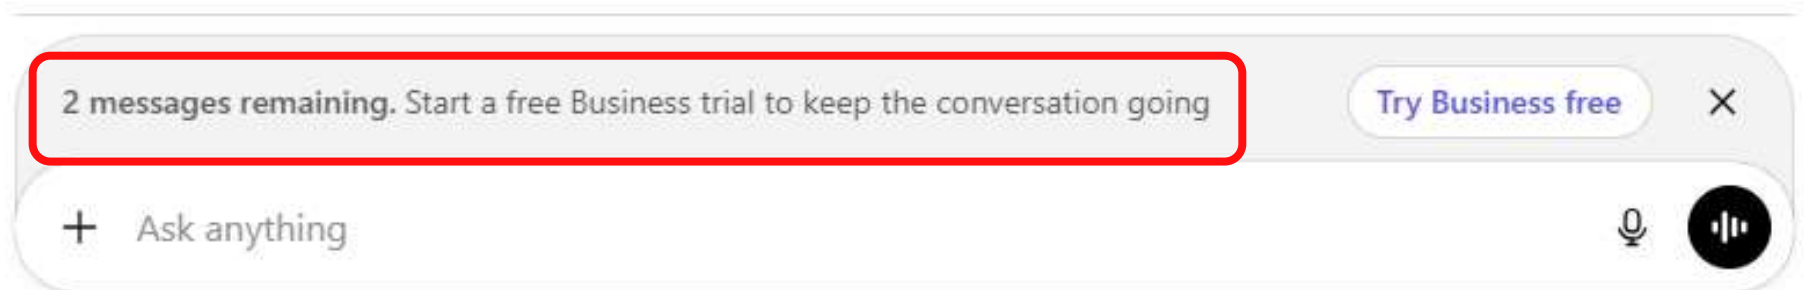 2 messages remaining. Start a free Business trial to keep the conversation going
Try Business free
Ask anything